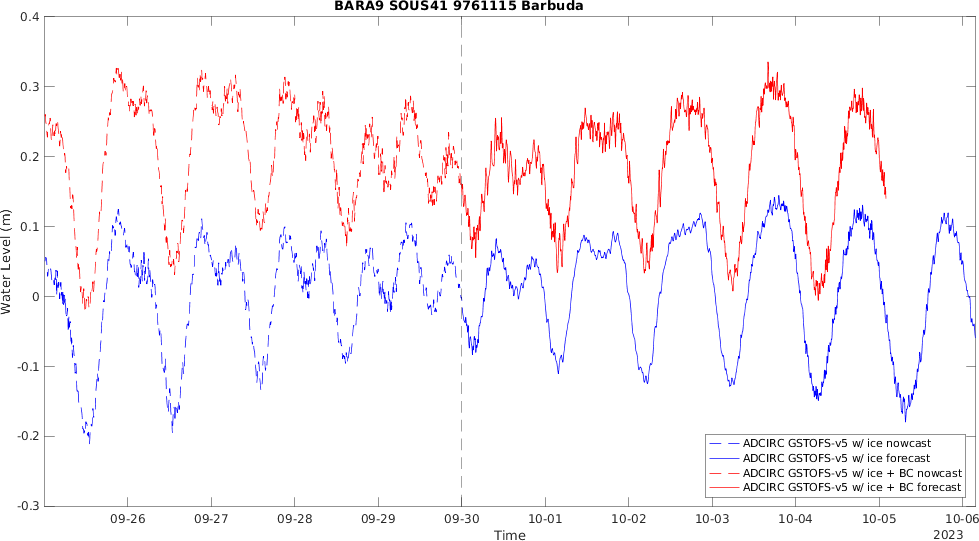 BARA9 SOUS41 9761115 Barbuda
0.4
0.3
0.2
0.1
0
-0.1
-0.2
-0.3
Water Level (m)
ADCIRC GSTOFS-v5 w/ ice nowcast
ADCIRC GSTOFS-v5 w/ ice forecast
ADCIRC GSTOFS-v5 w/ ice + BC nowcast
ADCIRC GSTOFS-v5 w/ ice + BC forecast
09-26 09-27 09-28 09-29 09-30 10-01 10-02 10-03 10-04 10-05 10-06
Time
2023